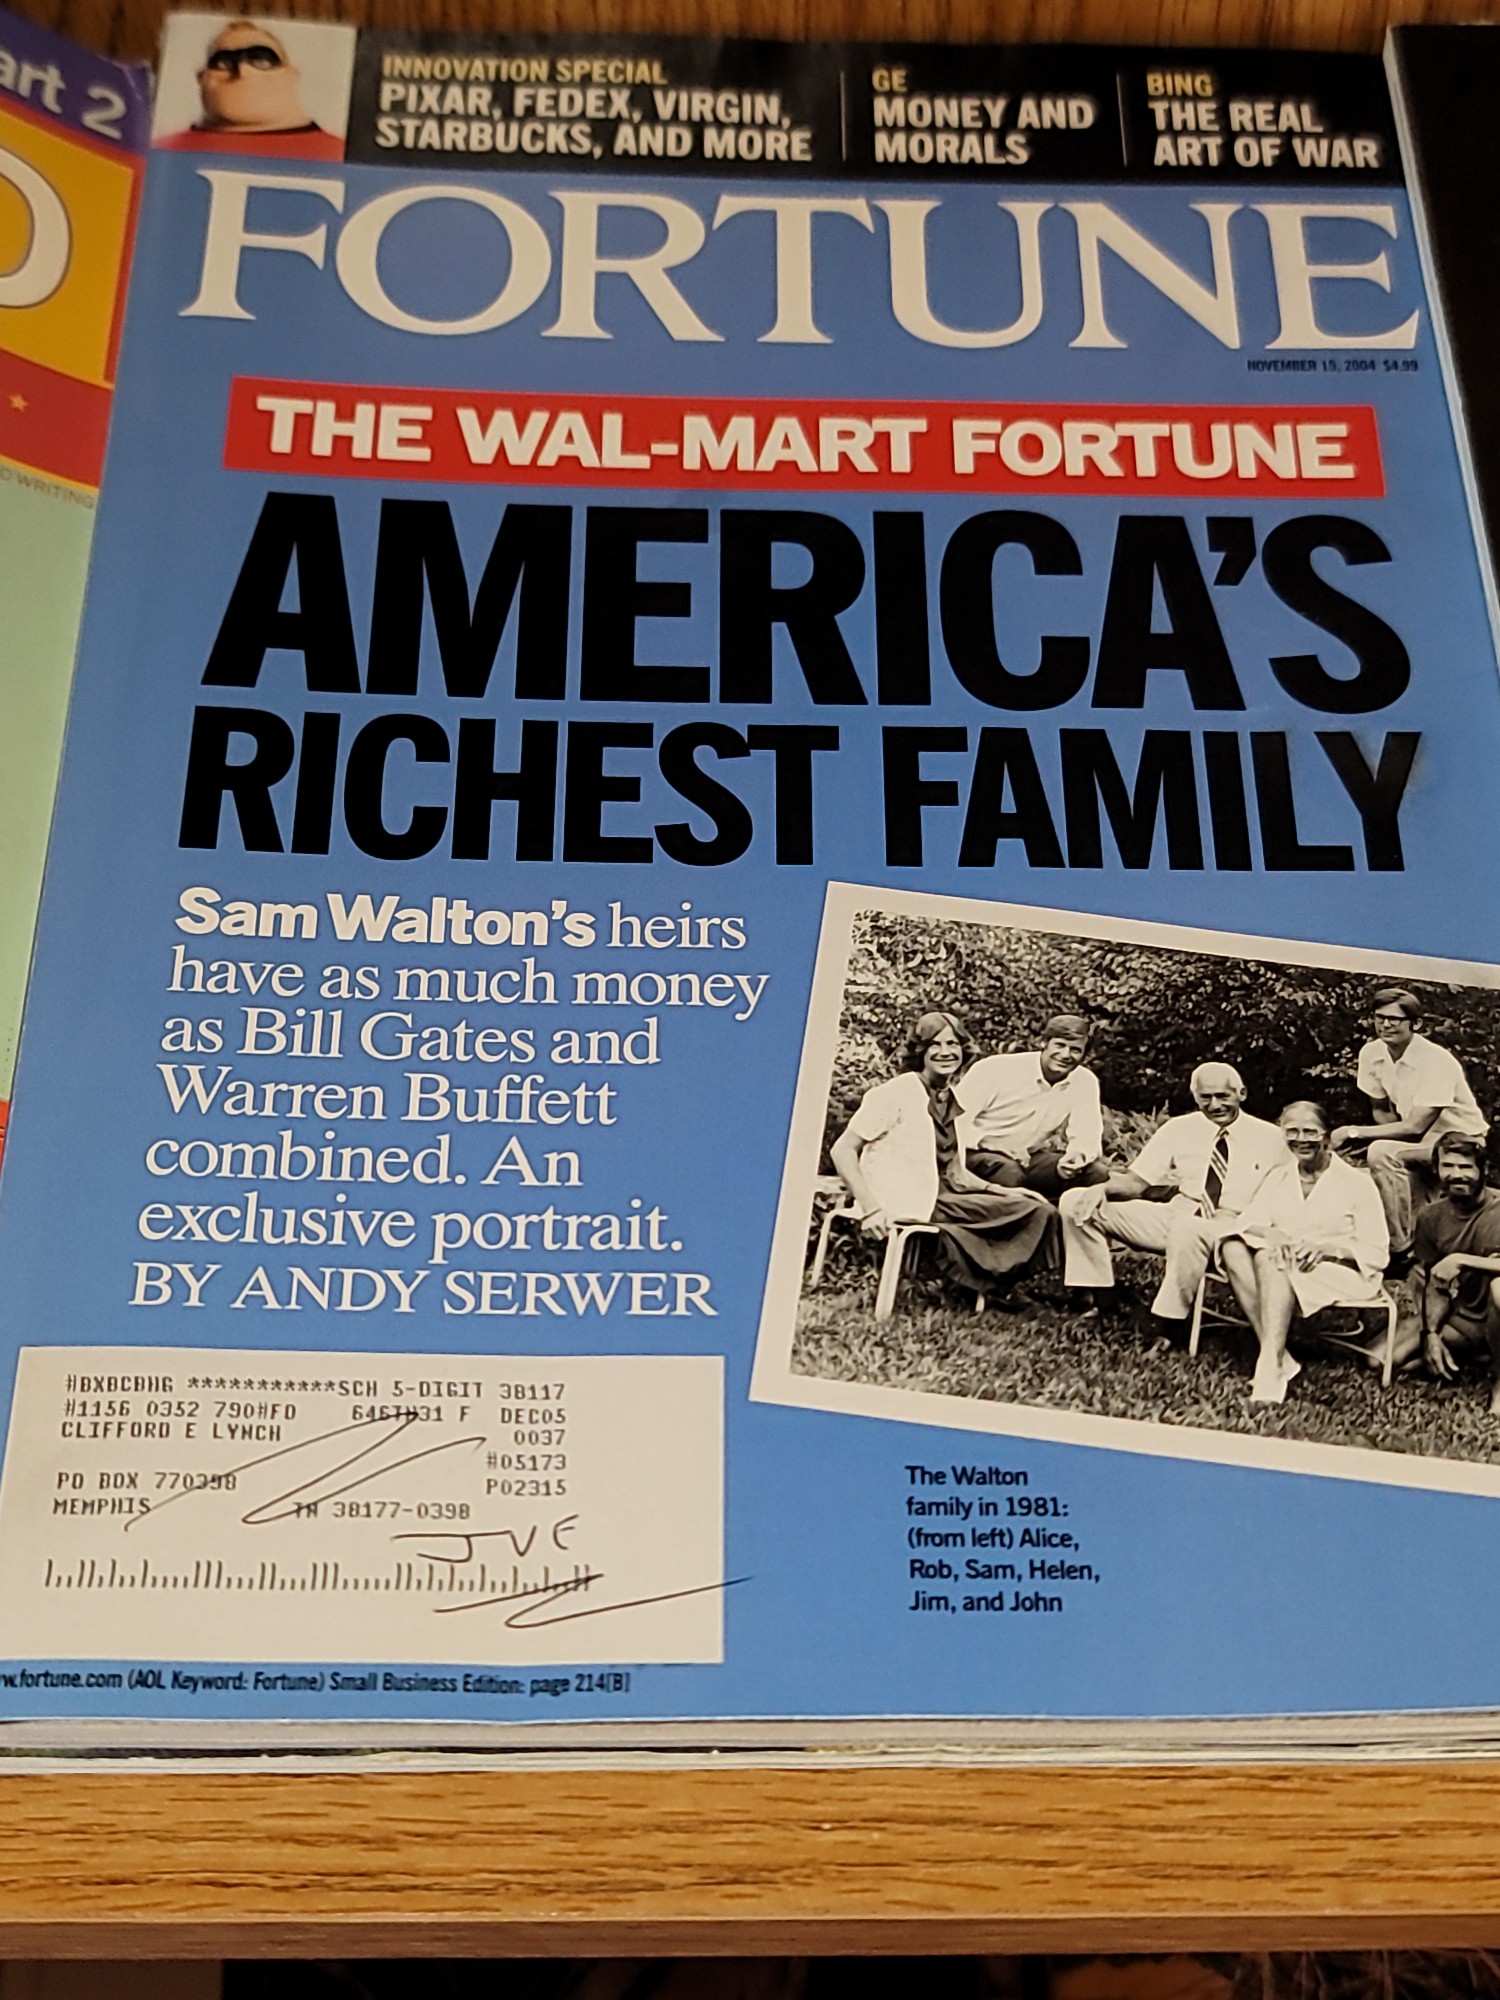 art 2
D WRITING
INNOVATION SPECIAL
PIXAR, FEDEX, VIRGIN,
STARBUCKS, AND MORE
GE
MONEY AND
MORALS
BING
THE REAL
ART OF WAR
FORTUNE
NOVEMBER 15, 2004 $4.99
THE WAL-MART FORTUNE
AMERICA'S
RICHEST FAMILY
Sam Walton's heirs
have as much money
as Bill Gates and
Warren Buffett
combined. An
exclusive portrait.
BY ANDY SERWER
#BXBCBHG ***********SCH 5-DIGIT 38117
#1156 0352 790#FD F DEC05
CLIFFORD E LYNCH 0037
#05173
PO BOX 770398 P02315
MEMPHIS TN 38177-0398
The Walton
family in 1981:
(from left) Alice,
Rob, Sam, Helen,
Jim, and John
w.fortune.com (AOL Keyword: Fortune) Small Business Edition: page 214[B]